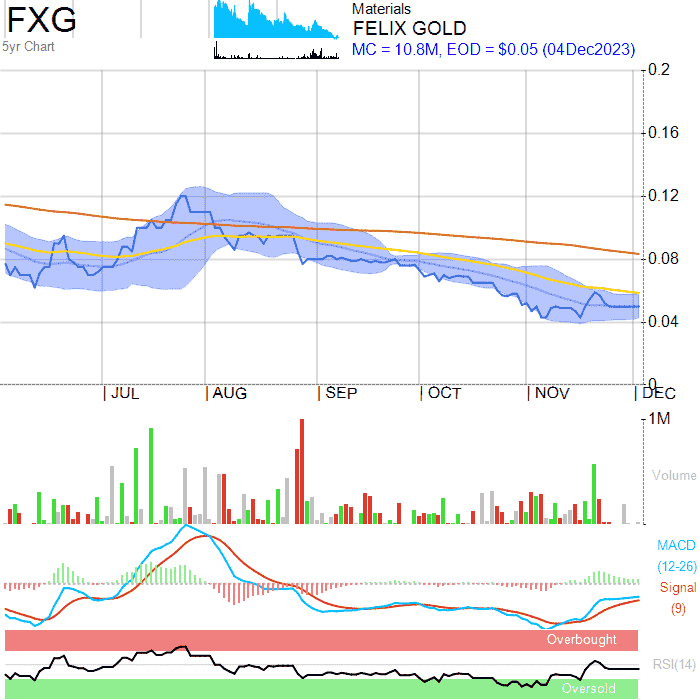 FXG
Materials
FELIX GOLD
5yr Chart
MC = 10.8M, EOD = $0.05 (04Dec2023)
0.2
0.16
0.12
0.08
0.04
0
JUL
AUG
SEP
OCT
NOV
DEC
1M
Volume
MACD
(12-26)
Signal
(9)
Overbought
RSI(14)
Oversold